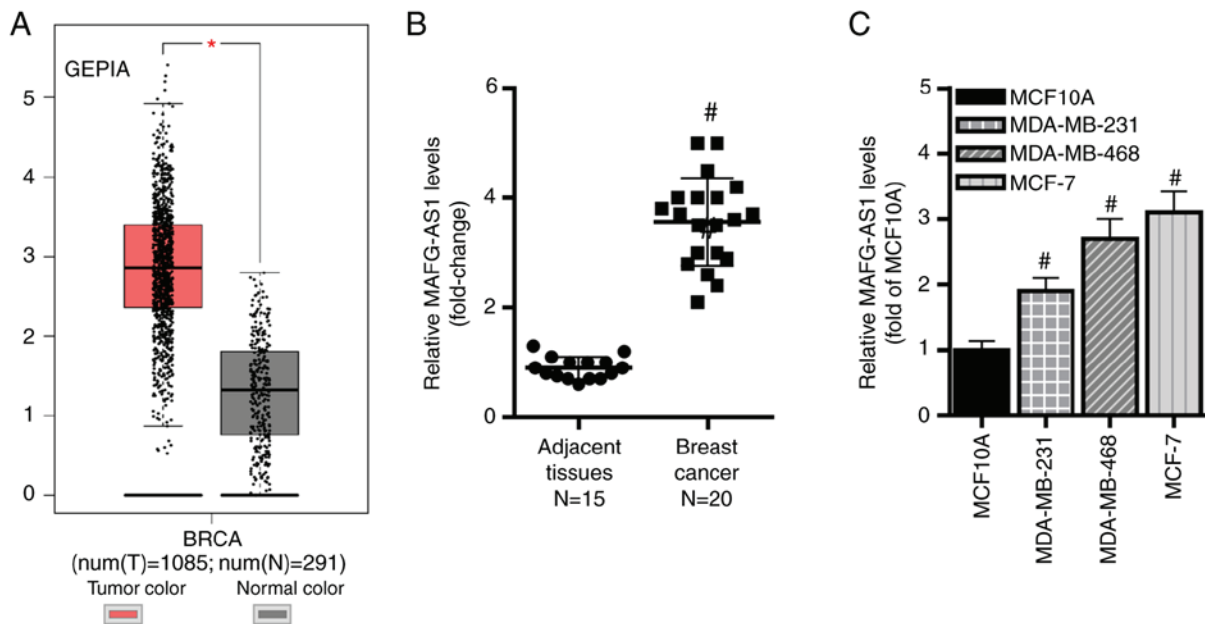 A
GEPIA
*
5
4
3
2
1
0
BRCA
(num(T)=1085; num(N)=291)
Tumor color
Normal color
B
Relative MAFG-AS1 levels
(fold-change)
6
4
2
0
#
#
Adjacent
tissues
N=15
Breast
cancer
N=20
C
Relative MAFG-AS1 levels
(fold of MCF10A)
5
4
3
2
1
0
MCF10A
MDA-MB-231
MDA-MB-468
MCF-7
#
#
#
MCF10A
MDA-MB-231
MDA-MB-468
MCF-7